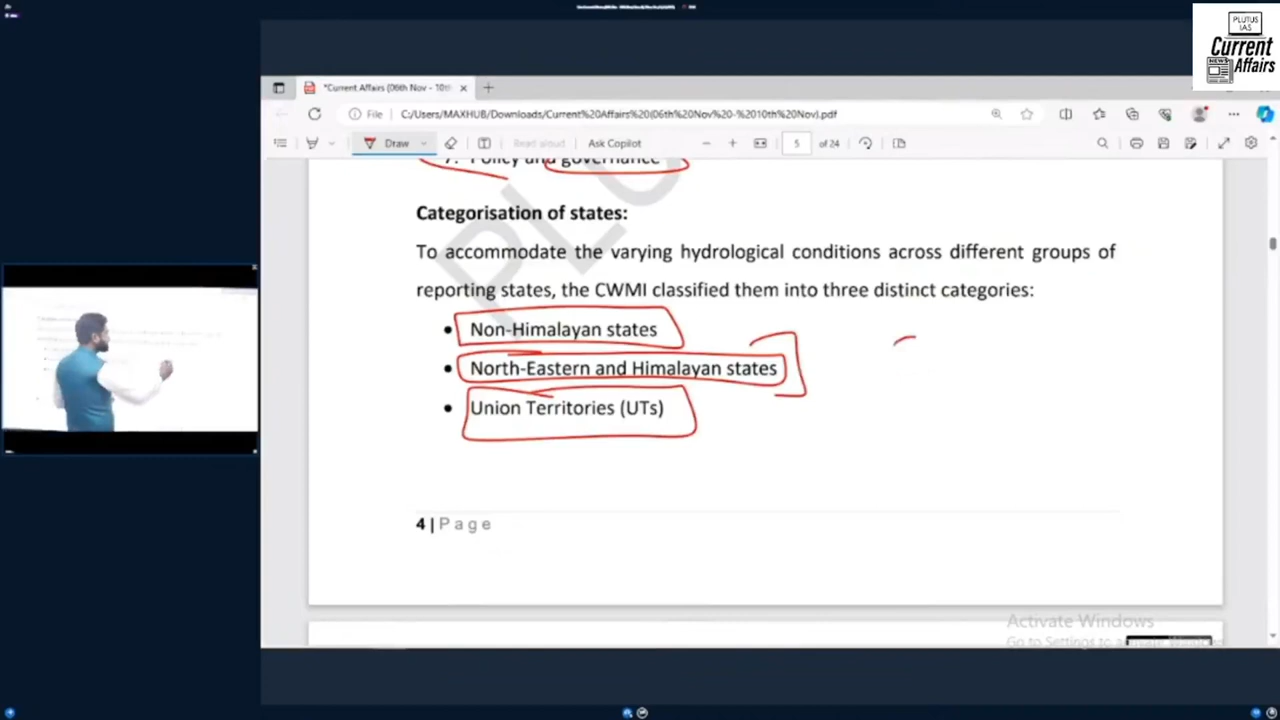 PLUTUS
IAS
Current
NEWS
Affairs
*Current Affairs (06th Nov - 10th
File C:/Users/MAXHUB/Downloads/Current%20Affairs%20(06th%20Nov%20-%2010th%20Nov).pdf
Draw Read aloud Ask Copilot 5 of 24
7. Policy and governance
PLU
Categorisation of states:
To accommodate the varying hydrological conditions across different groups of
reporting states, the CWMI classified them into three distinct categories:
• Non-Himalayan states
• North-Eastern and Himalayan states
• Union Territories (UTs)
4 | Page
Activate Windows
Go to Settings to activate Windows